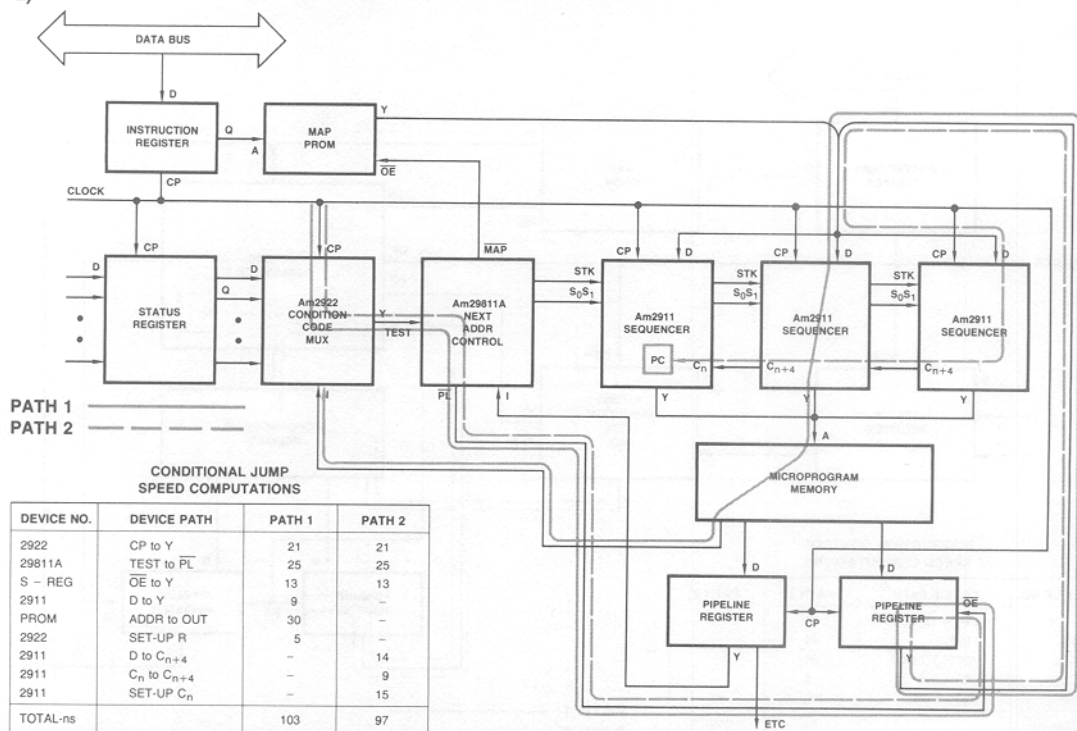 DATA BUS
D
INSTRUCTION REGISTER
Q
A
MAP PROM
Y
OE
CP
CLOCK
CP
CP
MAP
CP
D
CP
D
CP
D
D
STATUS REGISTER
D
Q
Am2922 CONDITION CODE MUX
Y
TEST
I
Am29811A NEXT ADDR CONTROL
PL
I
STK
S0S1
Am2911 SEQUENCER
PC
Cn
Y
STK
S0S1
Am2911 SEQUENCER
Cn+4
Y
STK
S0S1
Am2911 SEQUENCER
Cn+4
Y
PATH 1
PATH 2
A
MICROPROGRAM MEMORY
D
D
PIPELINE REGISTER
CP
PIPELINE REGISTER
OE
Y
Y
ETC
CONDITIONAL JUMP
SPEED COMPUTATIONS
DEVICE NO. DEVICE PATH PATH 1 PATH 2
2922 CP to Y 21 21
29811A TEST to PL 25 25
S – REG OE to Y 13 13
2911 D to Y 9 –
PROM ADDR to OUT 30 –
2922 SET-UP R 5 –
2911 D to Cn+4 – 14
2911 Cn to Cn+4 – 9
2911 SET-UP Cn – 15
TOTAL-ns 103 97